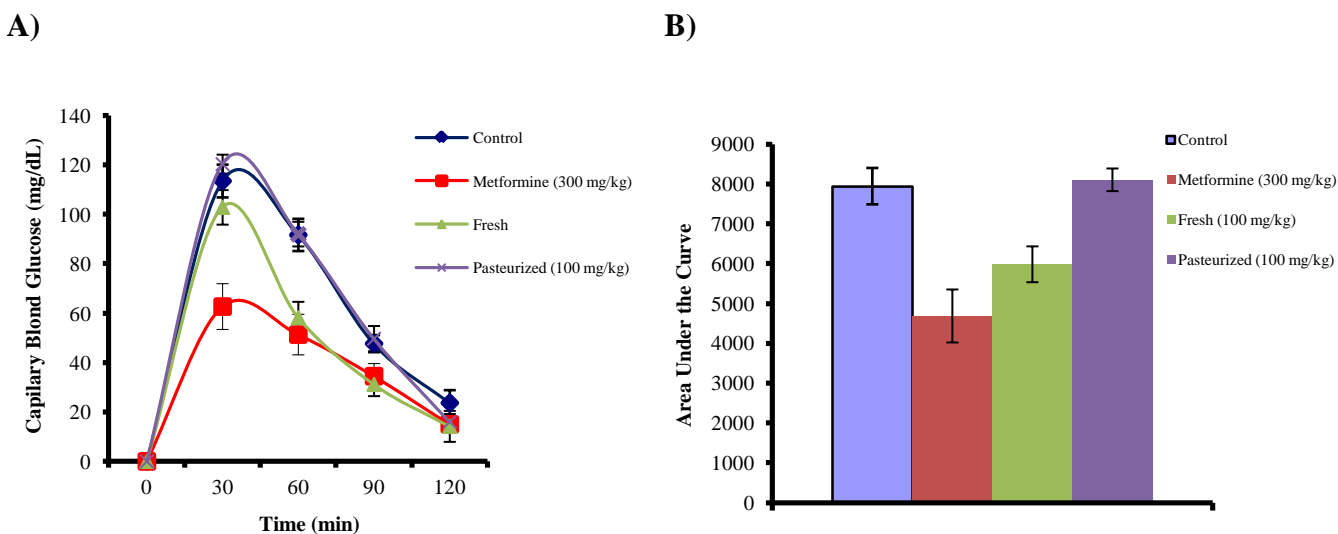 A)
B)
Capilary Blond Glucose (mg/dL)
140
120
100
80
60
40
20
0
0 30 60 90 120
Time (min)
Control
Metformine (300 mg/kg)
Fresh
Pasteurized (100 mg/kg)
Area Under the Curve
9000
8000
7000
6000
5000
4000
3000
2000
1000
0
Control
Metformine (300 mg/kg)
Fresh (100 mg/kg)
Pasteurized (100 mg/kg)